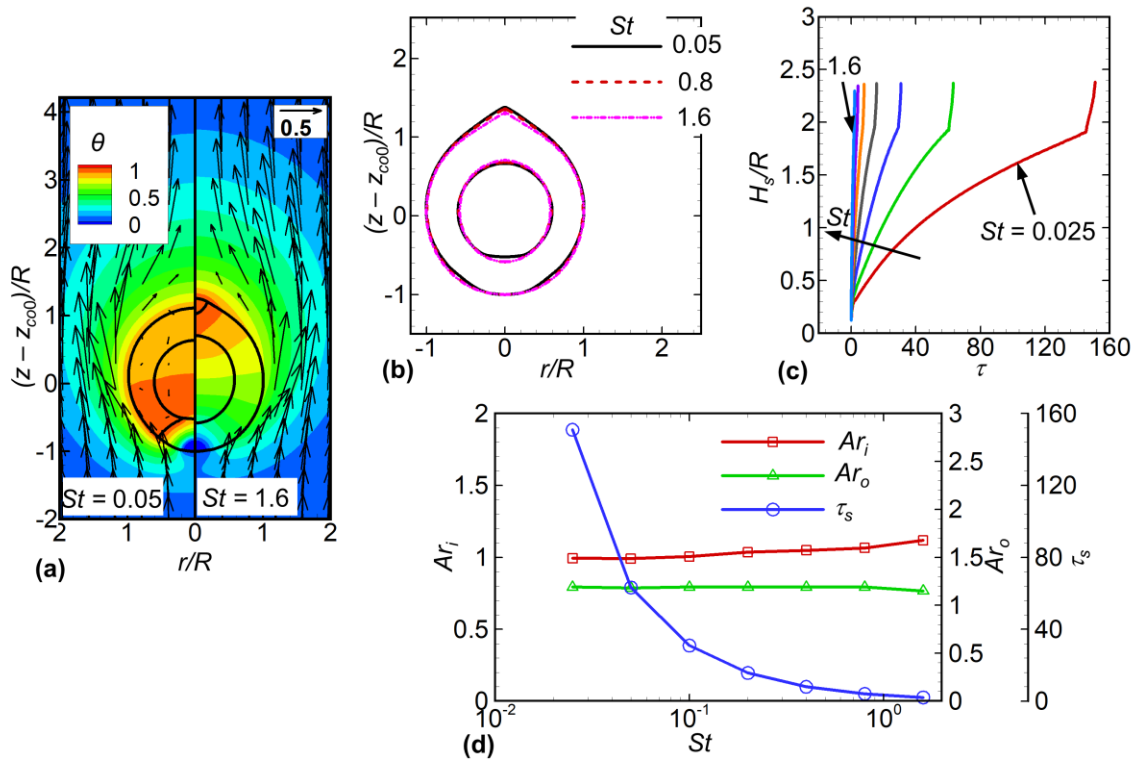 4
3
2
1
0
-1
-2
(z – z_co0)/R
θ
1
0.5
0
0.5
St = 0.05
St = 1.6
2 1 0 1 2
r/R
(a)
2
1
0
-1
(z – z_co0)/R
St
0.05
0.8
1.6
-1 0 1 2
r/R
(b)
3
2.5
2
1.5
1
0.5
0
H_s/R
1.6
St
St = 0.025
0 40 80 120 160
τ
(c)
2
1.5
1
0.5
0
Ar_i
Ar_i
Ar_o
τ_s
3
2.5
2
1.5
1
0.5
0
Ar_o
160
120
80
40
0
τ_s
10^-2 10^-1 10^0
St
(d)